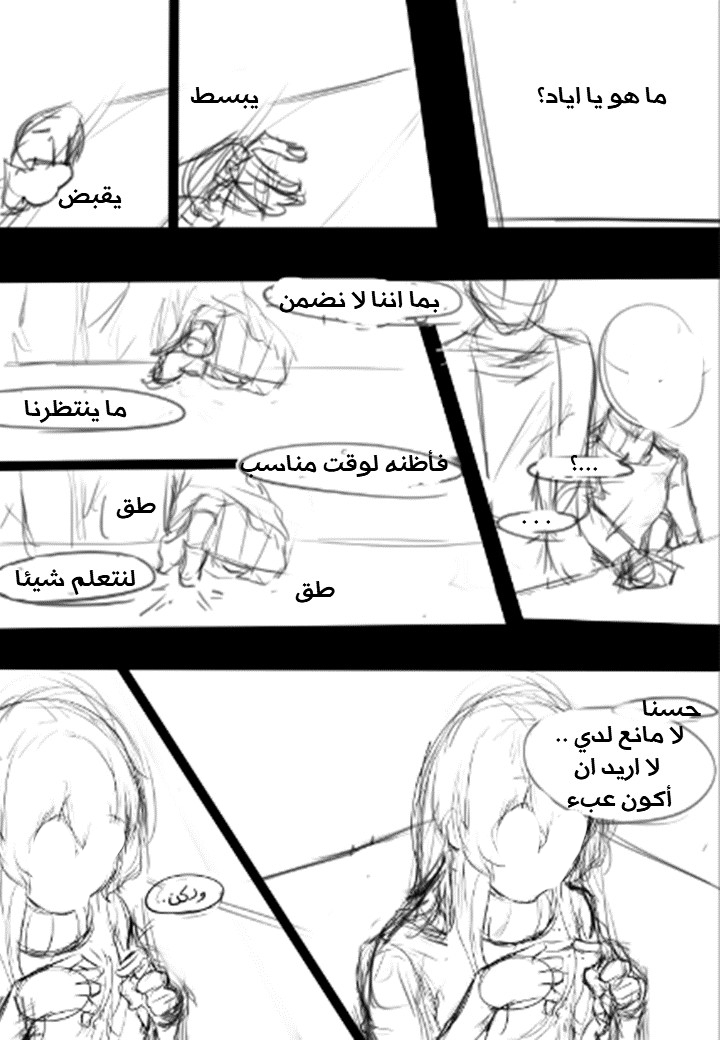 ما هو يا اياد؟
يبسط
يقبض
...؟
...
بما اننا لا نضمن
ما ينتظرنا
فأظنه لوقت مناسب
طق
لنتعلم شيئا
طق
حسنا
لا مانع لدي ..
لا اريد ان
أكون عبء
ولكن..